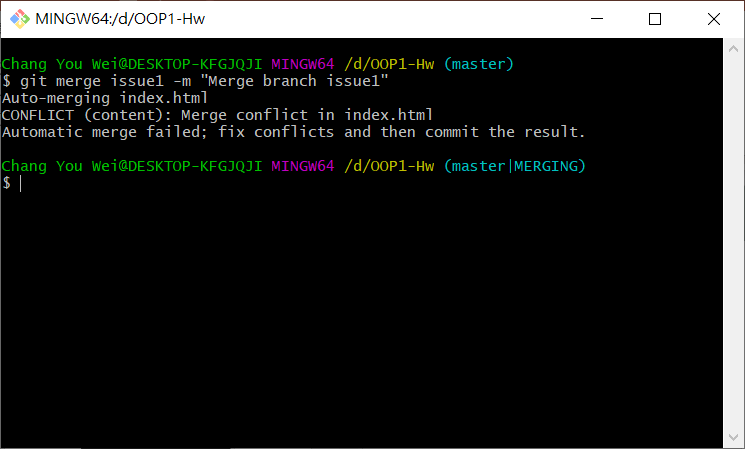 MINGW64:/d/OOP1-Hw
Chang You Wei@DESKTOP-KFGJQJI MINGW64 /d/OOP1-Hw (master)
$ git merge issue1 -m "Merge branch issue1"
Auto-merging index.html
CONFLICT (content): Merge conflict in index.html
Automatic merge failed; fix conflicts and then commit the result.
Chang You Wei@DESKTOP-KFGJQJI MINGW64 /d/OOP1-Hw (master|MERGING)
$